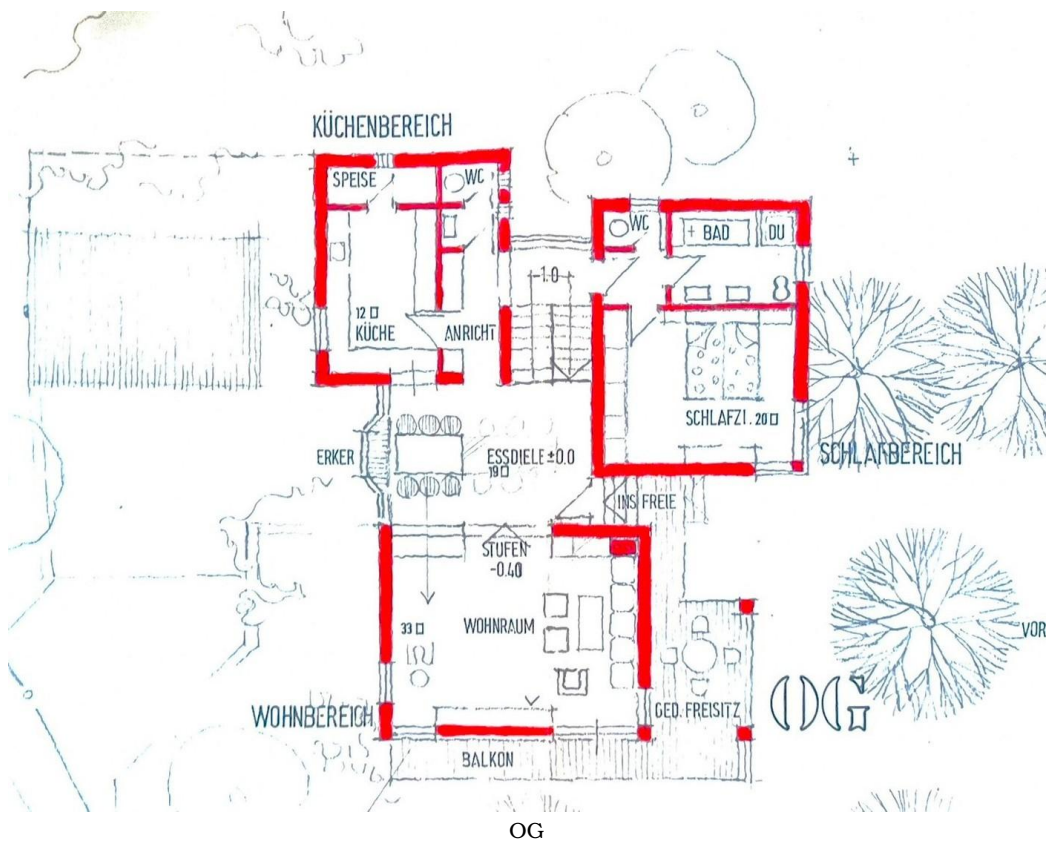 KÜCHENBEREICH
SPEISE
WC
WC
+ BAD
DU
-1.0
12 □
KÜCHE
ANRICHT
SCHLAFZI. 20 □
SCHLAFBEREICH
ERKER
ESSDIELE ±0.0
19 □
INS FREIE
STUFEN
-0.40
33 □
WOHNRAUM
VOR
WOHNBEREICH
GED. FREISITZ
OG
BALKON
OG